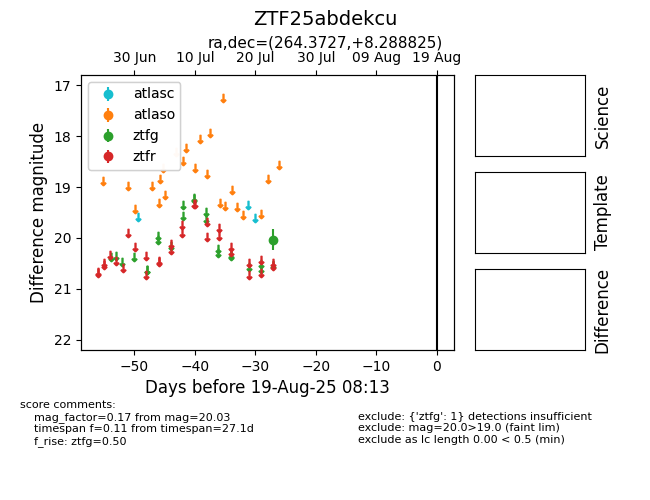 ZTF25abdekcu
ra,dec=(264.3727,+8.288825)
30 Jun 10 Jul 20 Jul 30 Jul 09 Aug 19 Aug
atlasc
atlaso
ztfg
ztfr
17
18
19
20
21
22
Difference magnitude
−50 −40 −30 −20 −10 0
Days before 19-Aug-25 08:13
Science
Template
Difference
score comments:
mag_factor=0.17 from mag=20.03
timespan f=0.11 from timespan=27.1d
f_rise: ztfg=0.50
exclude: {'ztfg': 1} detections insufficient
exclude: mag=20.0>19.0 (faint lim)
exclude as lc length 0.00 < 0.5 (min)